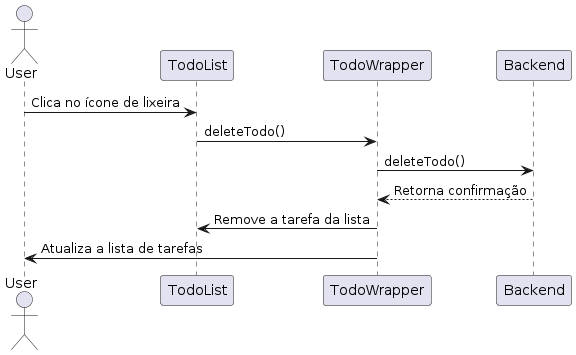 User
TodoList
TodoWrapper
Backend
Clica no ícone de lixeira
deleteTodo()
deleteTodo()
Retorna confirmação
Remove a tarefa da lista
Atualiza a lista de tarefas
User
TodoList
TodoWrapper
Backend